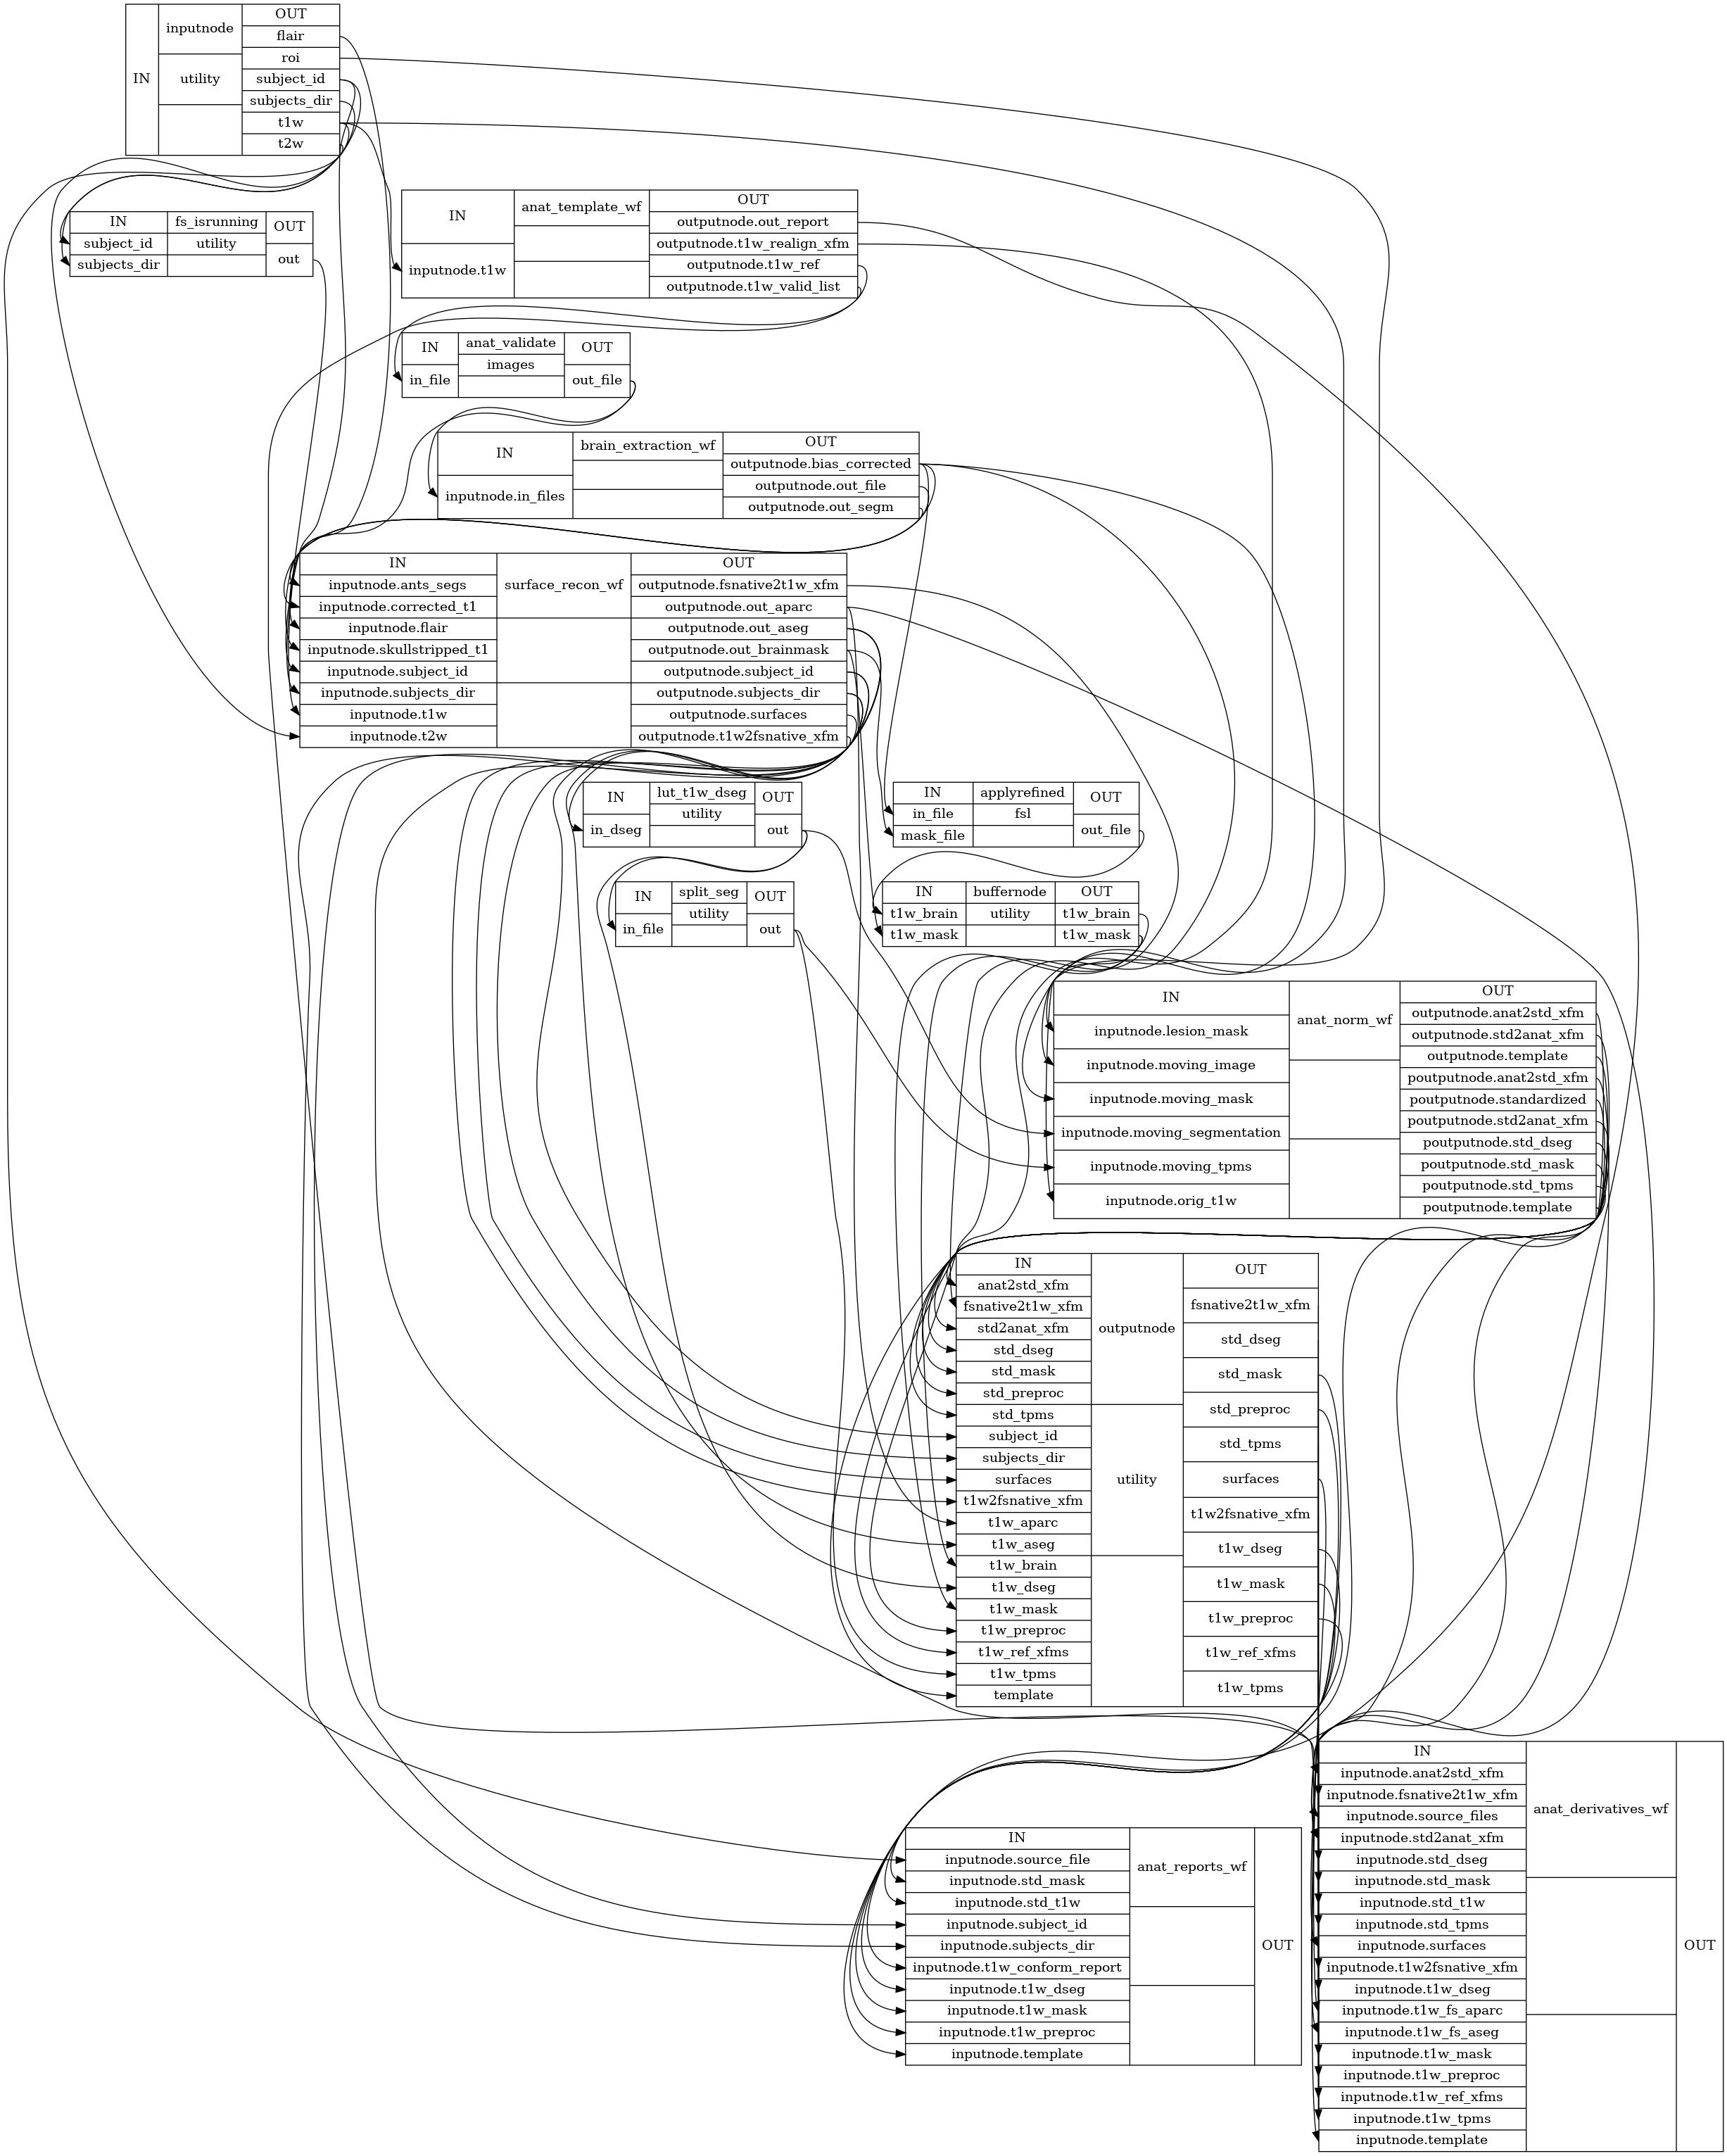 IN
inputnode
utility
OUT
flair
roi
subject_id
subjects_dir
t1w
t2w
IN
subject_id
subjects_dir
fs_isrunning
utility
OUT
out
IN
inputnode.t1w
anat_template_wf
OUT
outputnode.out_report
outputnode.t1w_realign_xfm
outputnode.t1w_ref
outputnode.t1w_valid_list
IN
in_file
anat_validate
images
OUT
out_file
IN
inputnode.in_files
brain_extraction_wf
OUT
outputnode.bias_corrected
outputnode.out_file
outputnode.out_segm
IN
inputnode.ants_segs
inputnode.corrected_t1
inputnode.flair
inputnode.skullstripped_t1
inputnode.subject_id
inputnode.subjects_dir
inputnode.t1w
inputnode.t2w
surface_recon_wf
OUT
outputnode.fsnative2t1w_xfm
outputnode.out_aparc
outputnode.out_aseg
outputnode.out_brainmask
outputnode.subject_id
outputnode.subjects_dir
outputnode.surfaces
outputnode.t1w2fsnative_xfm
IN
in_dseg
lut_t1w_dseg
utility
OUT
out
IN
in_file
mask_file
applyrefined
fsl
OUT
out_file
IN
in_file
split_seg
utility
OUT
out
IN
t1w_brain
t1w_mask
buffernode
utility
OUT
t1w_brain
t1w_mask
IN
inputnode.lesion_mask
inputnode.moving_image
inputnode.moving_mask
inputnode.moving_segmentation
inputnode.moving_tpms
inputnode.orig_t1w
anat_norm_wf
OUT
outputnode.anat2std_xfm
outputnode.std2anat_xfm
outputnode.template
poutputnode.anat2std_xfm
poutputnode.standardized
poutputnode.std2anat_xfm
poutputnode.std_dseg
poutputnode.std_mask
poutputnode.std_tpms
poutputnode.template
IN
anat2std_xfm
fsnative2t1w_xfm
std2anat_xfm
std_dseg
std_mask
std_preproc
std_tpms
subject_id
subjects_dir
surfaces
t1w2fsnative_xfm
t1w_aparc
t1w_aseg
t1w_brain
t1w_dseg
t1w_mask
t1w_preproc
t1w_ref_xfms
t1w_tpms
template
outputnode
utility
OUT
fsnative2t1w_xfm
std_dseg
std_mask
std_preproc
std_tpms
surfaces
t1w2fsnative_xfm
t1w_dseg
t1w_mask
t1w_preproc
t1w_ref_xfms
t1w_tpms
IN
inputnode.source_file
inputnode.std_mask
inputnode.std_t1w
inputnode.subject_id
inputnode.subjects_dir
inputnode.t1w_conform_report
inputnode.t1w_dseg
inputnode.t1w_mask
inputnode.t1w_preproc
inputnode.template
anat_reports_wf
OUT
IN
inputnode.anat2std_xfm
inputnode.fsnative2t1w_xfm
inputnode.source_files
inputnode.std2anat_xfm
inputnode.std_dseg
inputnode.std_mask
inputnode.std_t1w
inputnode.std_tpms
inputnode.surfaces
inputnode.t1w2fsnative_xfm
inputnode.t1w_dseg
inputnode.t1w_fs_aparc
inputnode.t1w_fs_aseg
inputnode.t1w_mask
inputnode.t1w_preproc
inputnode.t1w_ref_xfms
inputnode.t1w_tpms
inputnode.template
anat_derivatives_wf
OUT